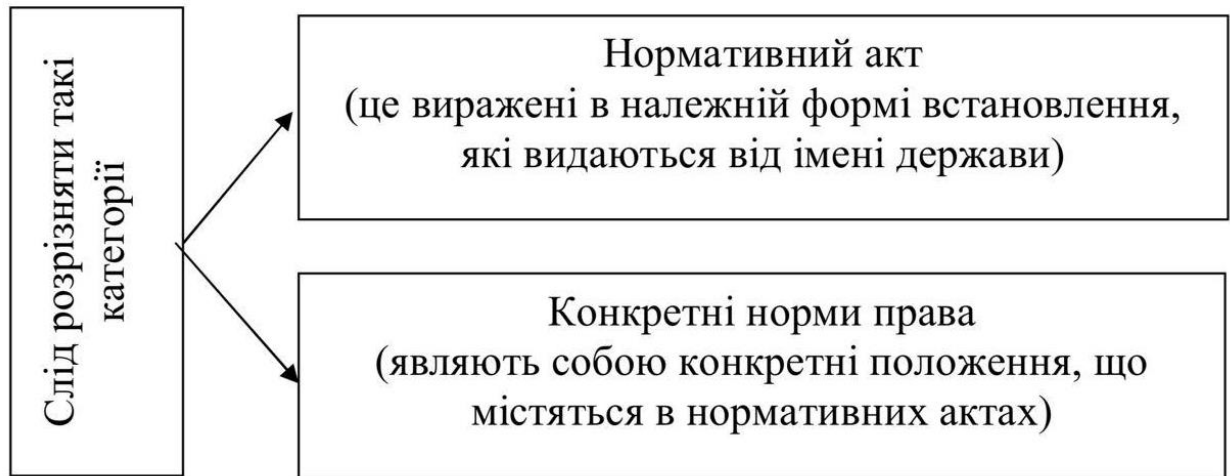 Слід розрізняти такі
категорії
Нормативний акт
(це виражені в належній формі встановлення,
які видаються від імені держави)
Конкретні норми права
(являють собою конкретні положення, що
містяться в нормативних актах)